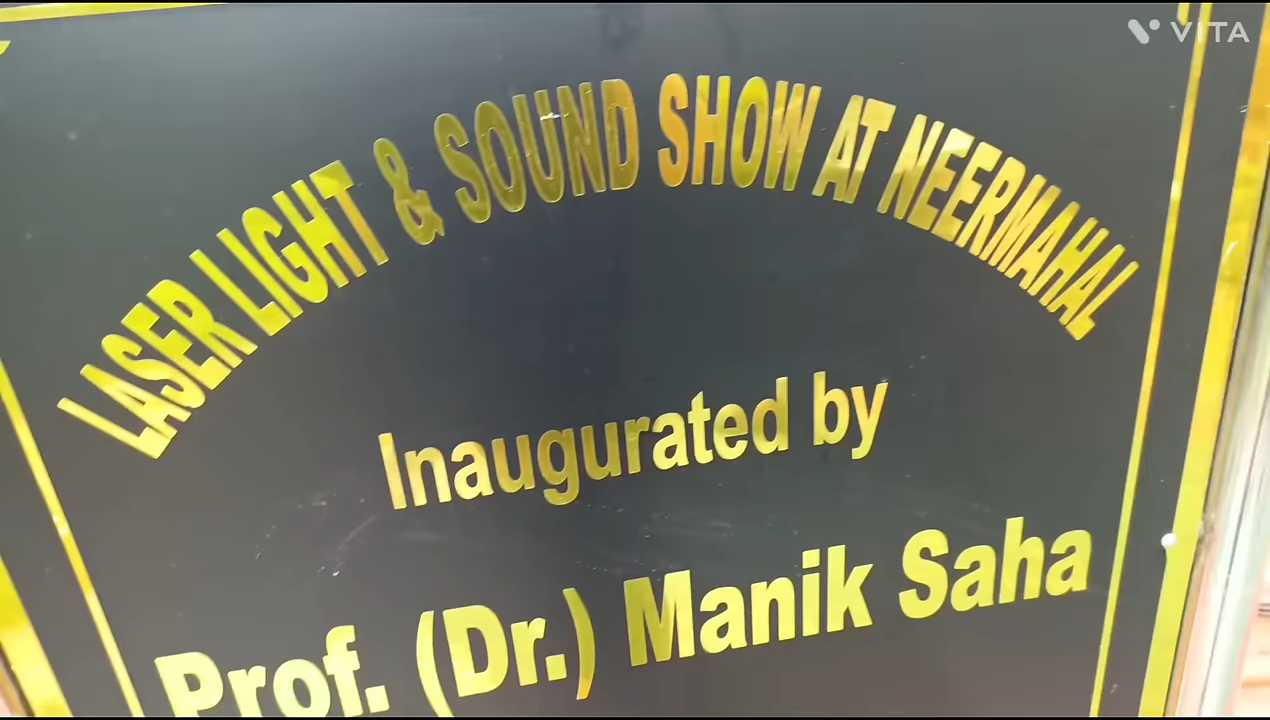 VITA
LASER LIGHT & SOUND SHOW AT NEERMAHAL
Inaugurated by
Prof. (Dr.) Manik Saha